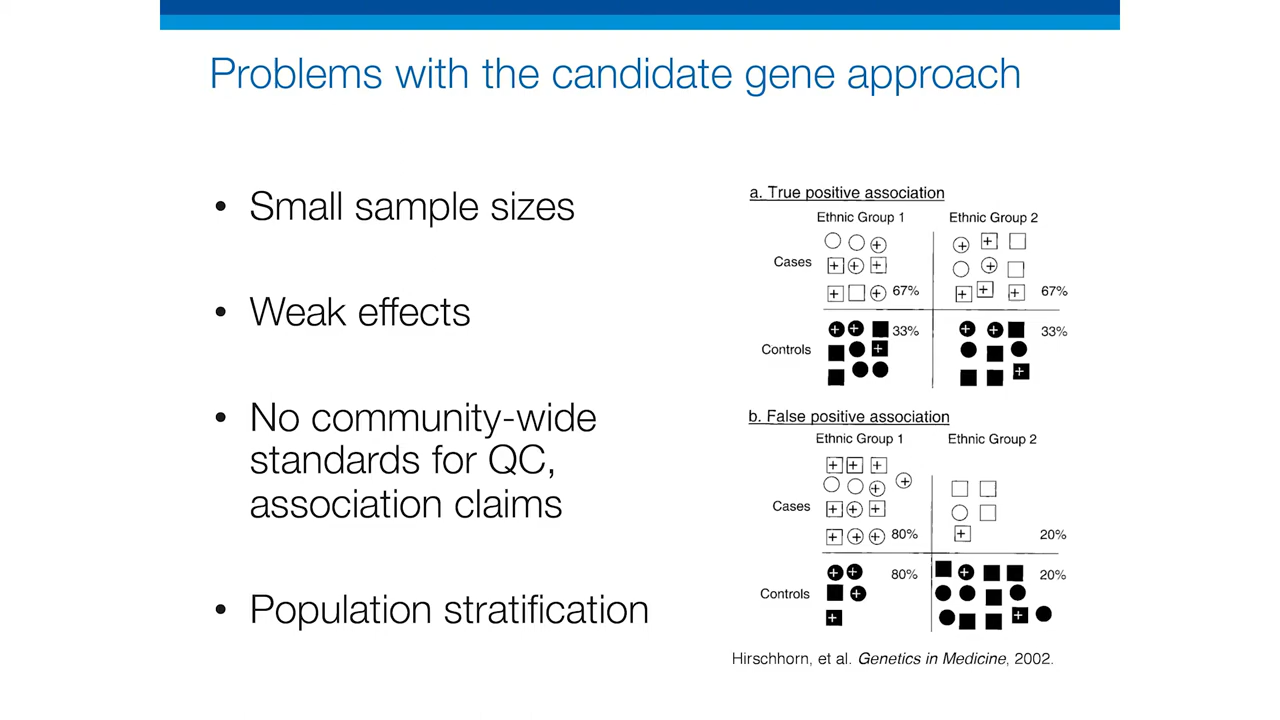 Problems with the candidate gene approach
• Small sample sizes
• Weak effects
• No community-wide
standards for QC,
association claims
• Population stratification
a. True positive association
Ethnic Group 1
Ethnic Group 2
Cases
67%
67%
33%
33%
Controls
b. False positive association
Ethnic Group 1
Ethnic Group 2
Cases
80%
20%
80%
20%
Controls
Hirschhorn, et al. Genetics in Medicine, 2002.